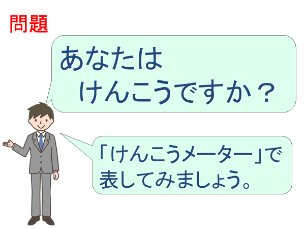 問題
あなたは
けんこうですか？
「けんこうメーター」で
表してみましょう。